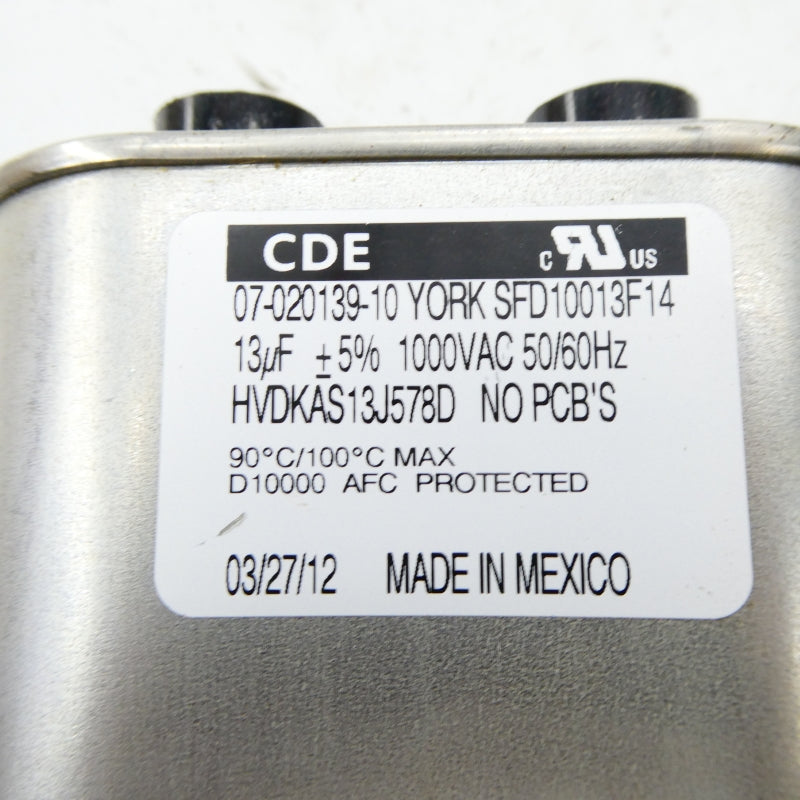 CDE c RU US
07-020139-10 YORK SFD10013F14
13µF ±5% 1000VAC 50/60Hz
HVDKAS13J578D NO PCB'S
90°C/100°C MAX
D10000 AFC PROTECTED
03/27/12 MADE IN MEXICO